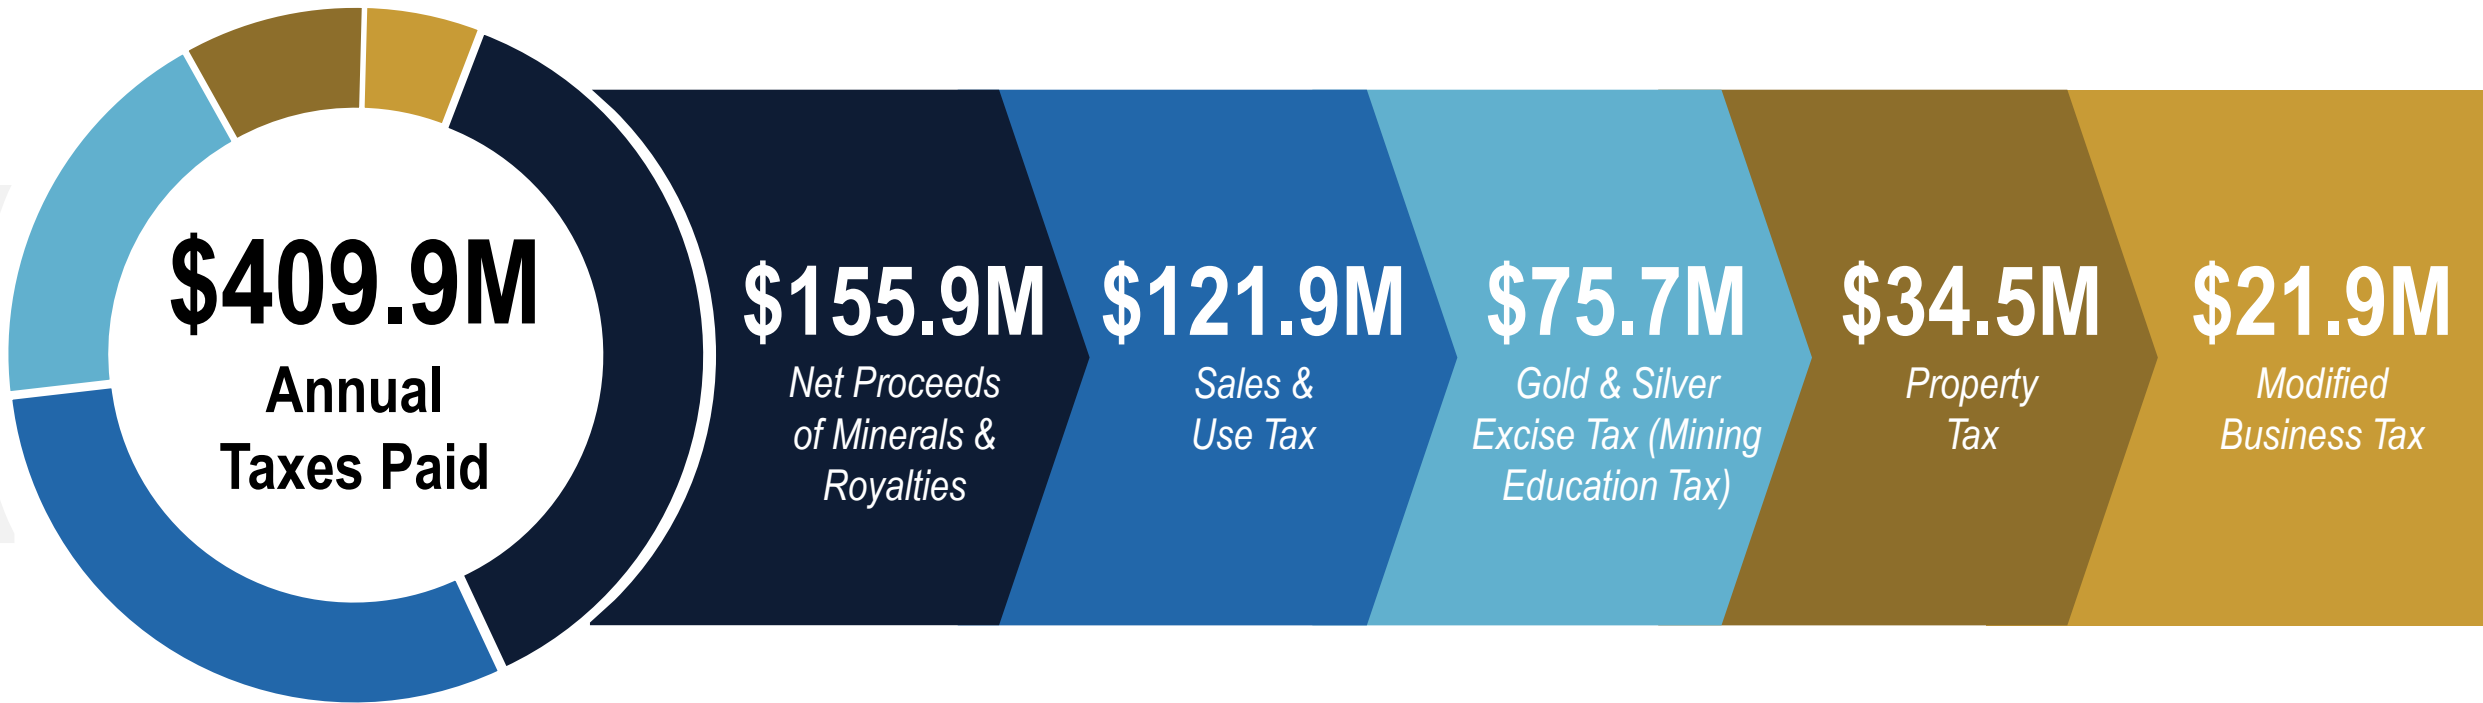 $409.9M
Annual
Taxes Paid
$155.9M
Net Proceeds
of Minerals &
Royalties
$121.9M
Sales &
Use Tax
$75.7M
Gold & Silver
Excise Tax (Mining
Education Tax)
$34.5M
Property
Tax
$21.9M
Modified
Business Tax